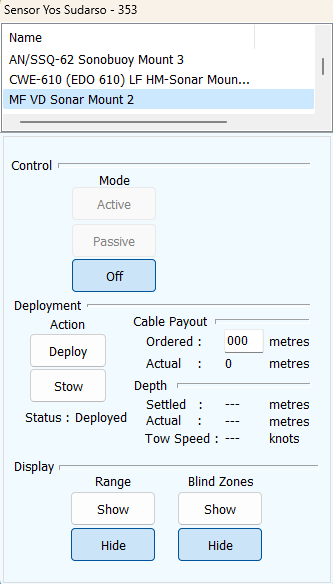 Sensor Yos Sudarso - 353
Name
AN/SSQ-62 Sonobuoy Mount 3
CWE-610 (EDO 610) LF HM-Sonar Moun...
MF VD Sonar Mount 2
Control
Mode
Active
Passive
Off
Deployment
Action
Deploy
Stow
Status : Deployed
Cable Payout
Ordered : 000 metres
Actual : 0 metres
Depth
Settled : --- metres
Actual : --- metres
Tow Speed : --- knots
Display
Range
Show
Hide
Blind Zones
Show
Hide